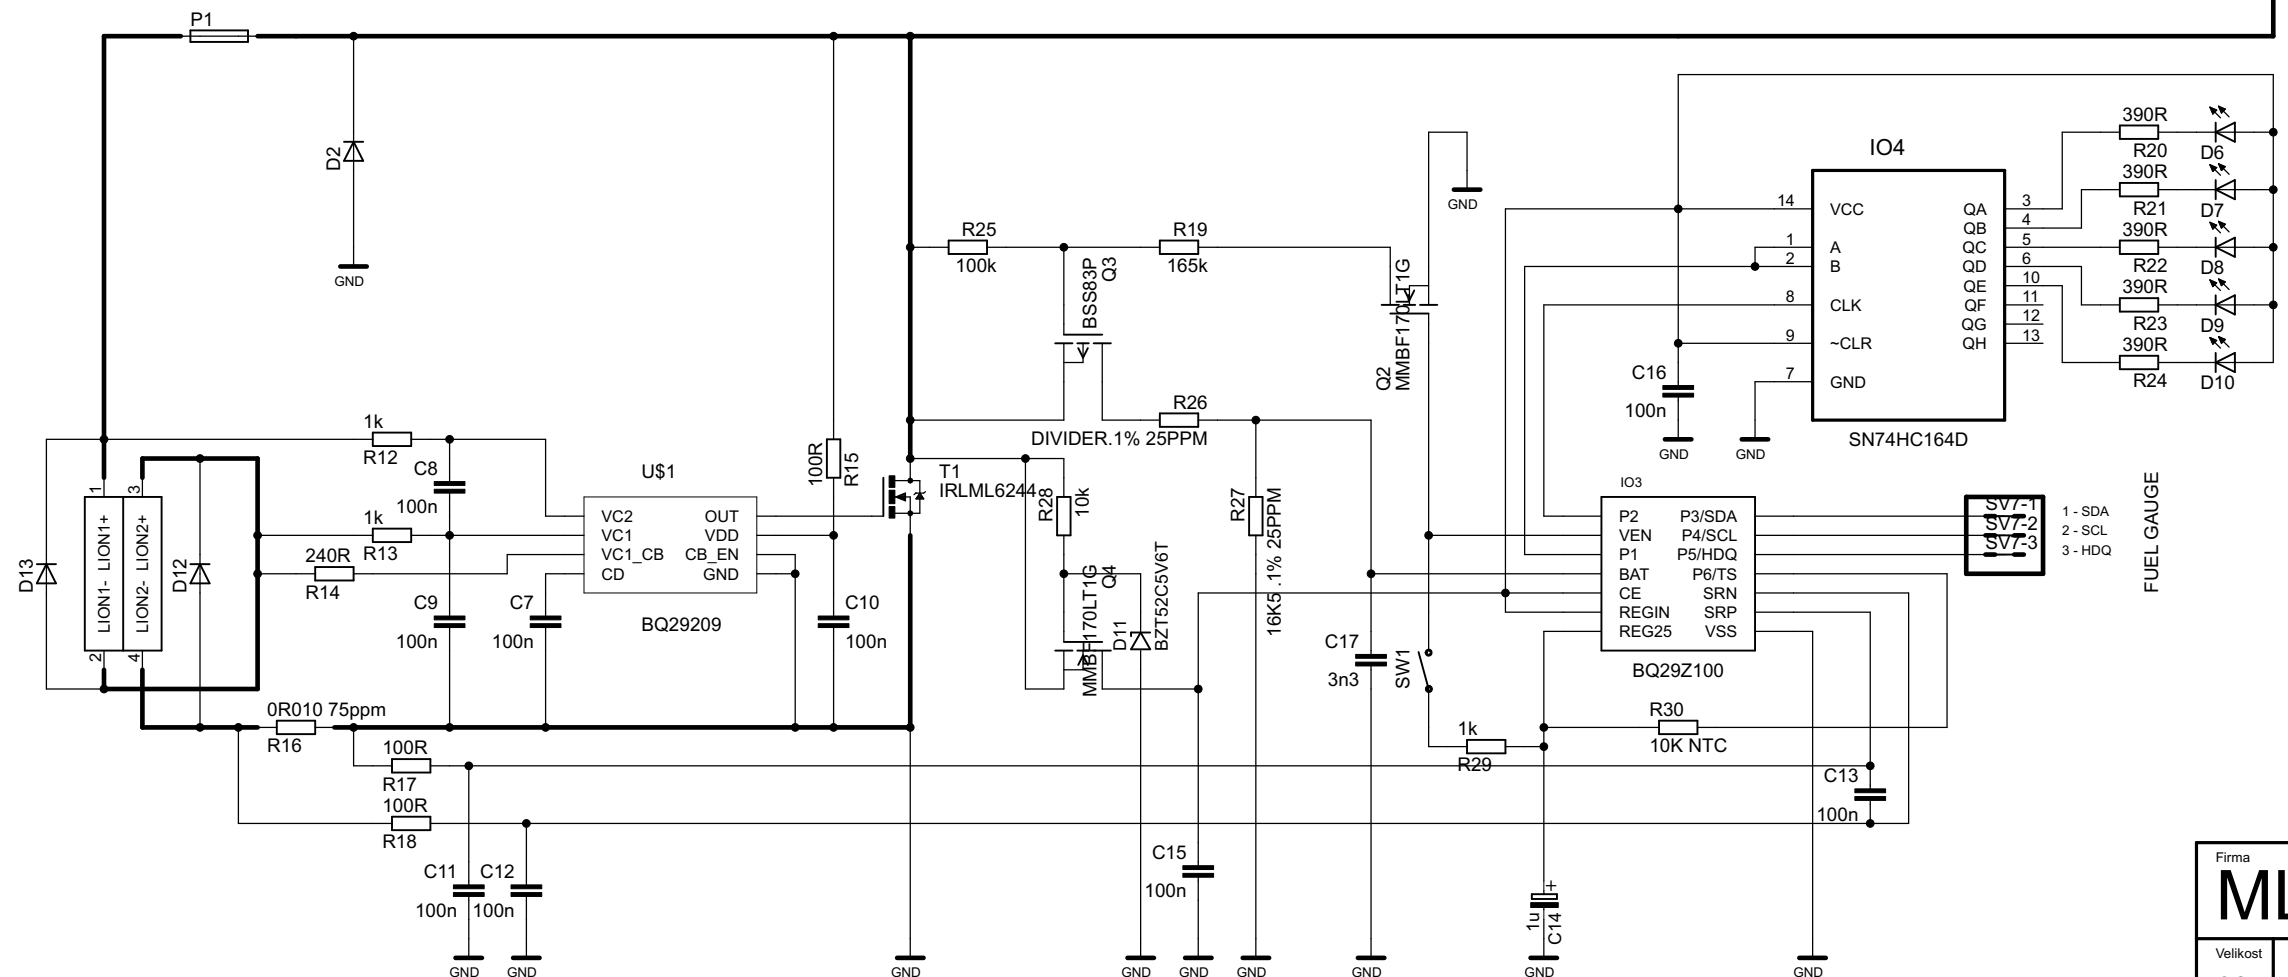 P1
D2
GND
R25
100k
R19
165k
BSS83P
Q3
GND
Q2
MMBF170LT1G
IO4
14
VCC
1
A
2
B
8
CLK
9
~CLR
7
GND
QA
3
QB
4
QC
5
QD
6
QE
10
QF
11
QG
12
QH
13
SN74HC164D
390R
R20
D6
390R
R21
D7
390R
R22
D8
390R
R23
D9
390R
R24
D10
C16
100n
GND
GND
R26
DIVIDER.1% 25PPM
1k
R12
C8
100n
1k
R13
240R
R14
C9
100n
C7
100n
D13
1
LION1+
LION1-
2
3
LION2+
LION2-
4
D12
U$1
VC2
VC1
VC1_CB
CD
OUT
VDD
CB_EN
GND
BQ29209
100R
R15
C10
100n
T1
IRLML6244
R28
10k
MMBF170LT1G
Q4
D11
BZT52C5V6T
R27
16K5 .1% 25PPM
C17
3n3
SW1
IO3
P2
VEN
P1
BAT
CE
REGIN
REG25
P3/SDA
P4/SCL
P5/HDQ
P6/TS
SRN
SRP
VSS
BQ29Z100
SV7-1
SV7-2
SV7-3
1 - SDA
2 - SCL
3 - HDQ
FUEL GAUGE
0R010 75ppm
R16
100R
R17
100R
R18
C11
100n
C12
100n
C15
100n
1k
R29
R30
10K NTC
C13
100n
+
1u
C14
GND
GND
GND
GND
GND
GND
GND
GND
GND
Firma
Velikost